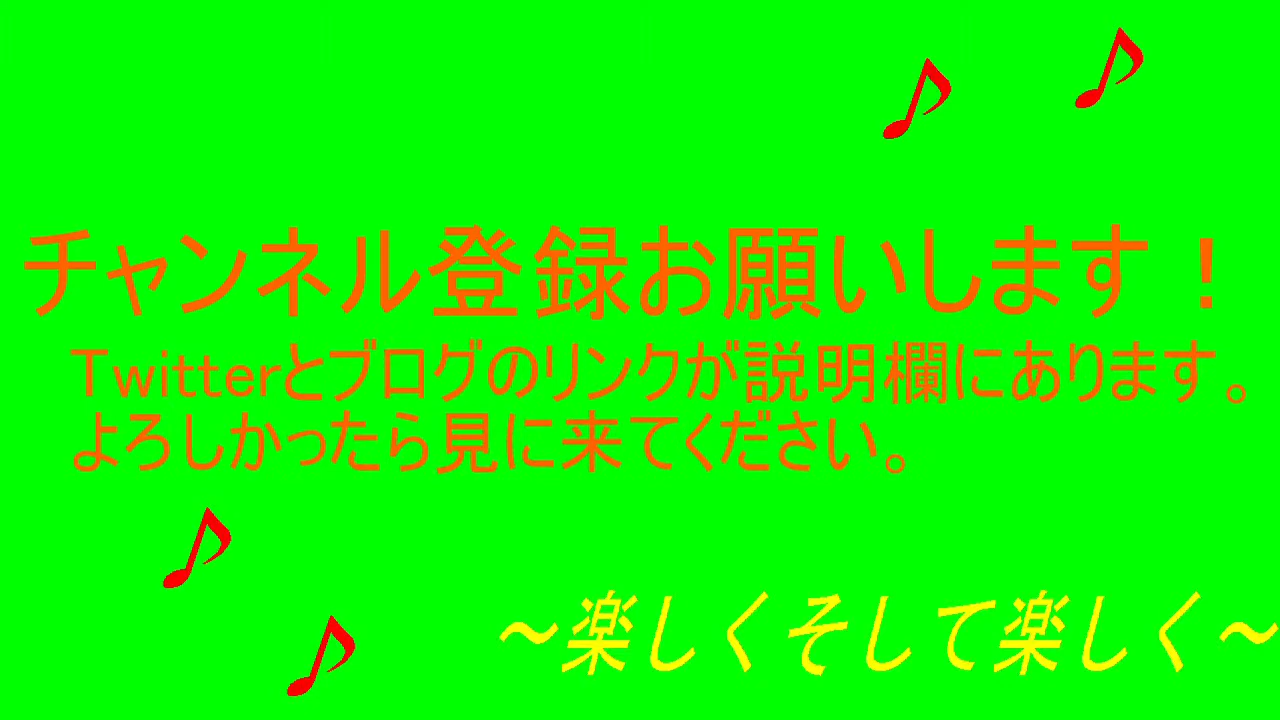 チャンネル登録お願いします！
Twitterとブログのリンクが説明欄にあります。
よろしかったら見に来てください。
～楽しくそして楽しく～